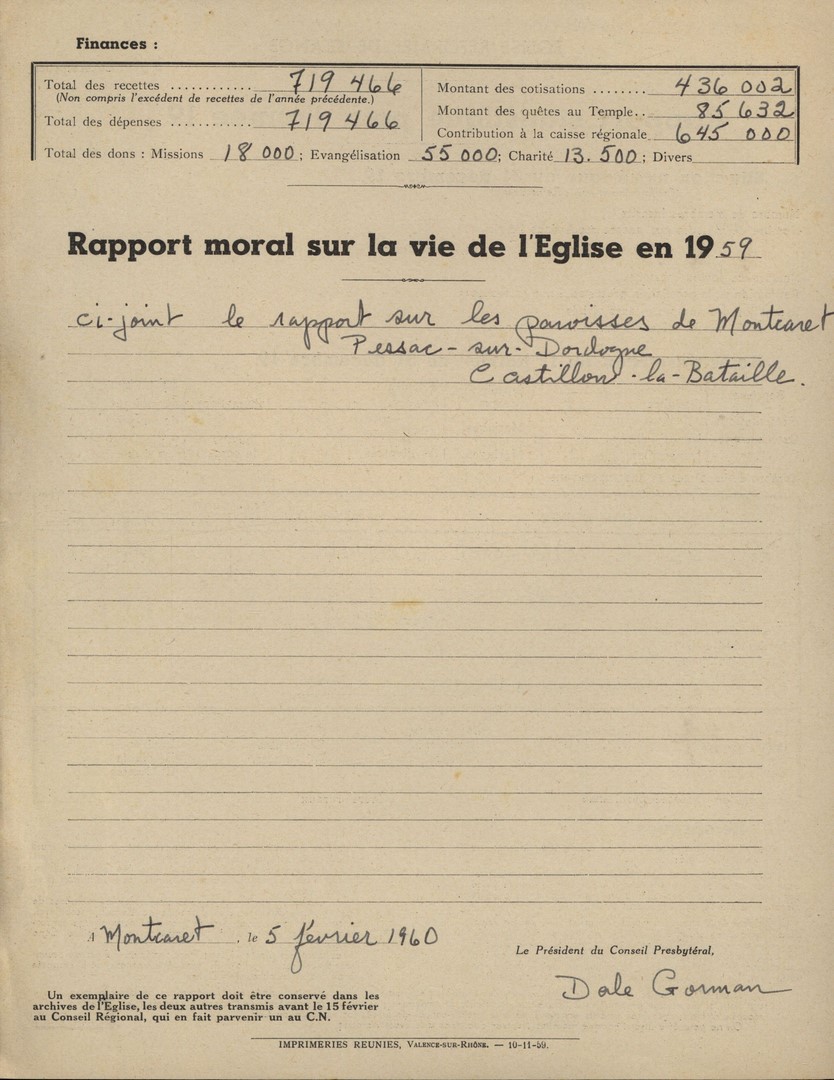 Finances :
Total des recettes ............ 719 466
(Non compris l'excédent de recettes de l'année précédente.)
Total des dépenses ............ 719 466
Montant des cotisations ........ 436 002
Montant des quêtes au Temple.. 85 632
Contribution à la caisse régionale 645 000
Total des dons : Missions 18 000; Evangélisation 55 000; Charité 13.500; Divers
Rapport moral sur la vie de l'Eglise en 1959
ci-joint le rapport sur les paroisses de Montcaret
Pessac-sur-Dordogne
Castillon-la-Bataille.
A Montcaret, le 5 février 1960
Le Président du Conseil Presbytéral,
Dale Gorman
Un exemplaire de ce rapport doit être conservé dans les
archives de l'Eglise, les deux autres transmis avant le 15 février
au Conseil Régional, qui en fait parvenir un au C.N.
IMPRIMERIES REUNIES, VALENCE-SUR-RHÔNE. — 10-11-59.